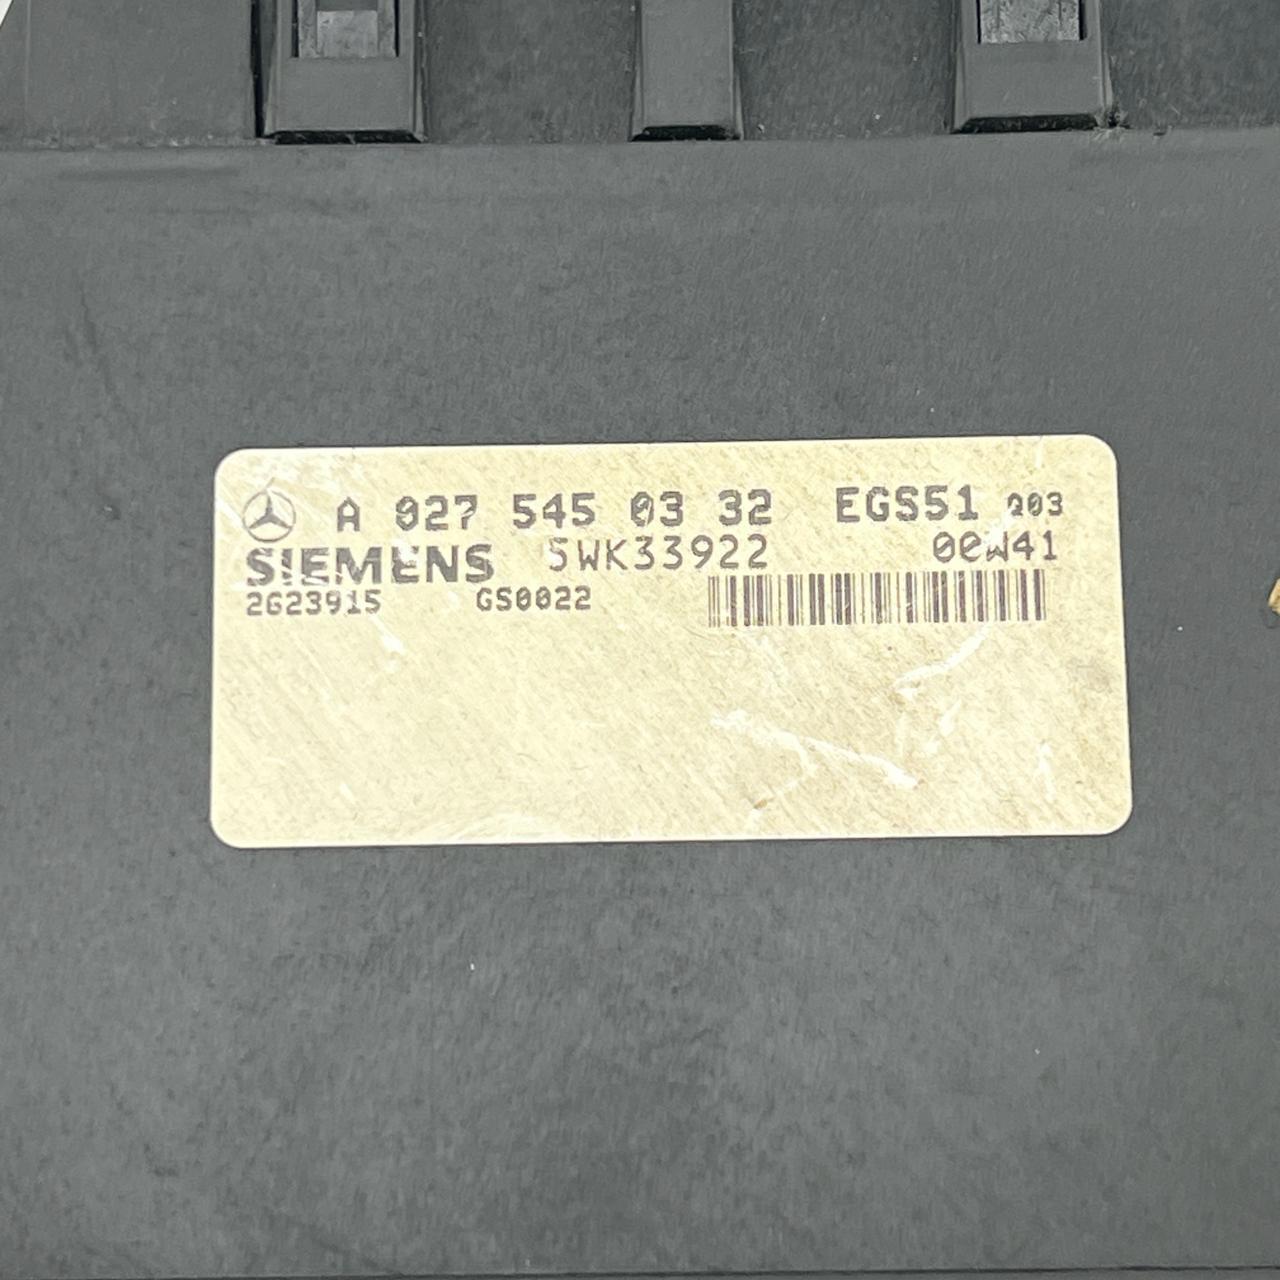 A 027 545 03 32 EGS51 Q03
SIEMENS 5WK33922 00W41
2G23915 GS0022